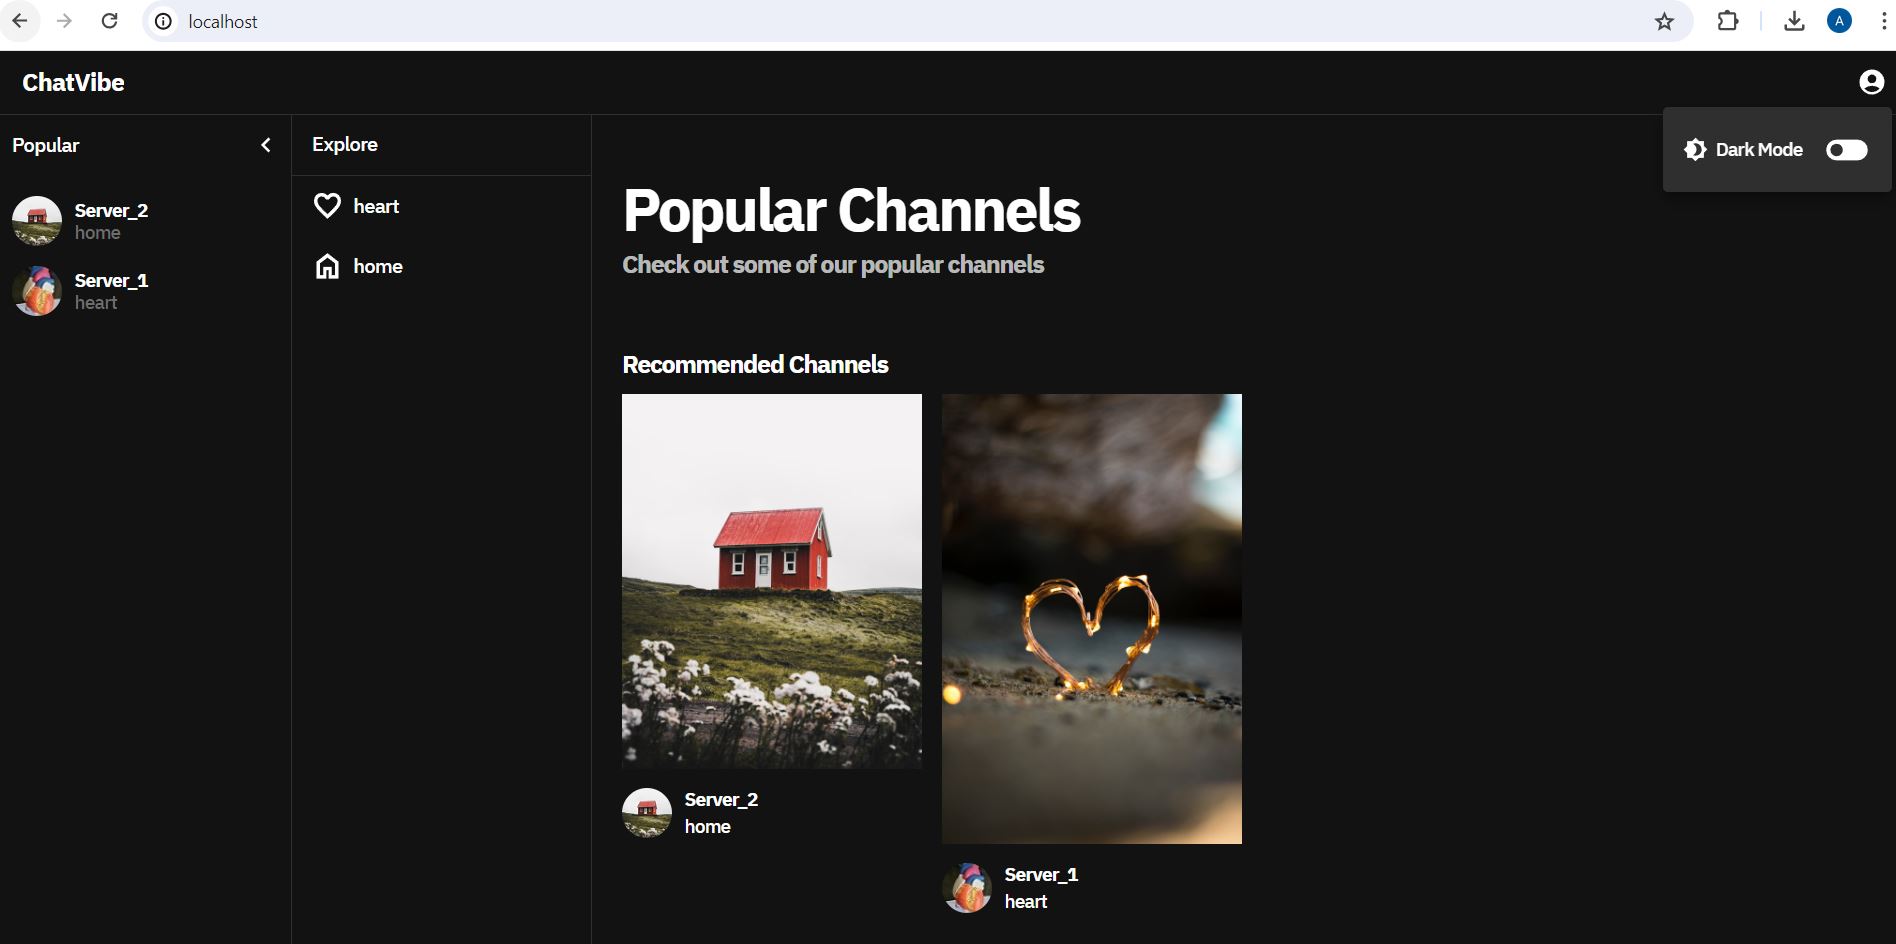 localhost
A
ChatVibe
Popular
Explore
Dark Mode
Server_2
home
Server_1
heart
heart
home
Popular Channels
Check out some of our popular channels
Recommended Channels
Server_2
home
Server_1
heart